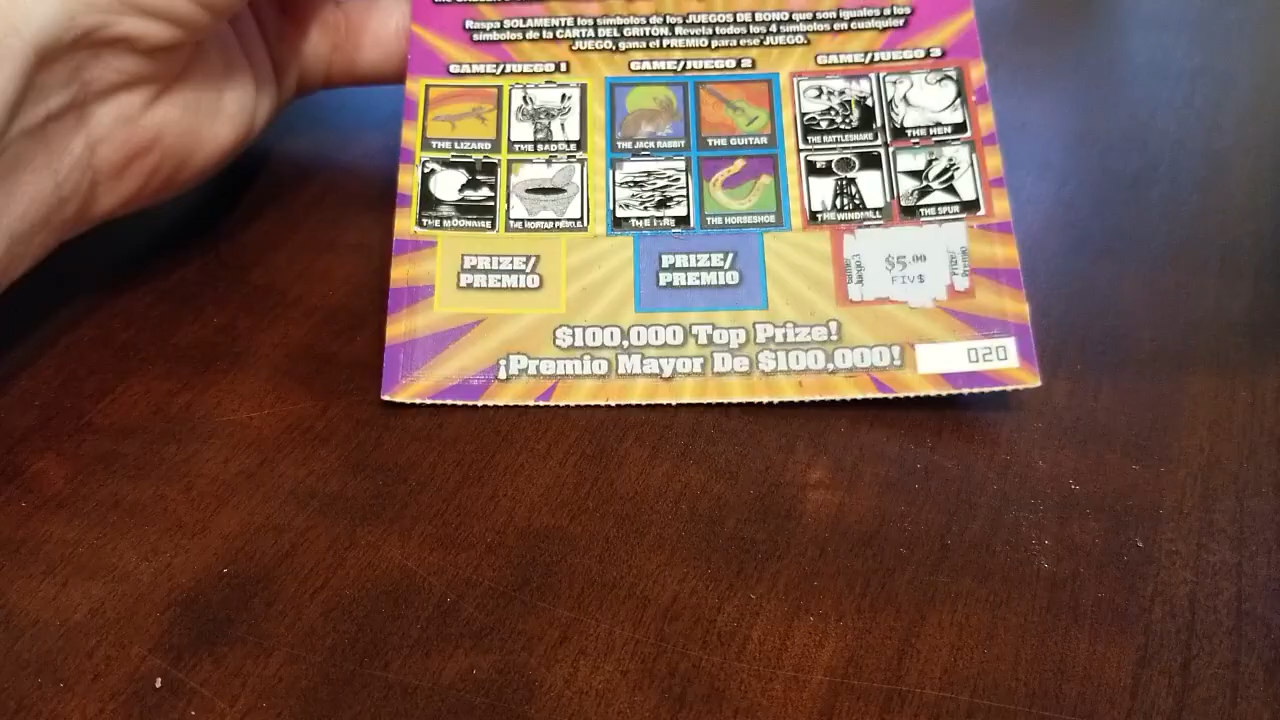 Raspa SOLAMENTE los símbolos de los JUEGOS DE BONO que son iguales a los
símbolos de la CARTA DEL GRITÓN. Revela todos los 4 símbolos en cualquier
JUEGO, gana el PREMIO para ese JUEGO.
GAME/JUEGO 1
GAME/JUEGO 2
GAME/JUEGO 3
THE LIZARD
THE SADDLE
THE JACK RABBIT
THE GUITAR
THE RATTLESNAKE
THE HEN
THE MOONRISE
THE MORTAR PESTLE
THE FIRE
THE HORSESHOE
THE WINDMILL
THE SPUR
PRIZE/
PREMIO
PRIZE/
PREMIO
Game/
Juego3
$5.00
FIV$
Prize/
Premio
$100,000 Top Prize!
¡Premio Mayor De $100,000!
020